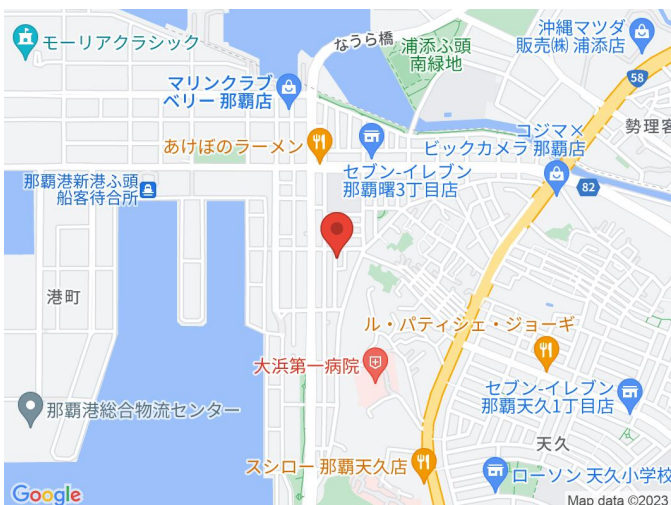 沖縄マツダ
販売㈱ 浦添店
モーリアクラシック
なうら橋
浦添ふ頭
南緑地
58
マリンクラブ
ベリー 那覇店
勢理客
コジマ×
ビックカメラ 那覇店
あけぼのラーメン
セブン-イレブン
那覇曙3丁目店
那覇港新港ふ頭
船客待合所
82
港町
ル・パティシェ・ジョーギ
大浜第一病院
セブン-イレブン
那覇天久1丁目店
那覇港総合物流センター
天久
スシロー 那覇天久店
ローソン 天久小学校
Google
Map data ©2023